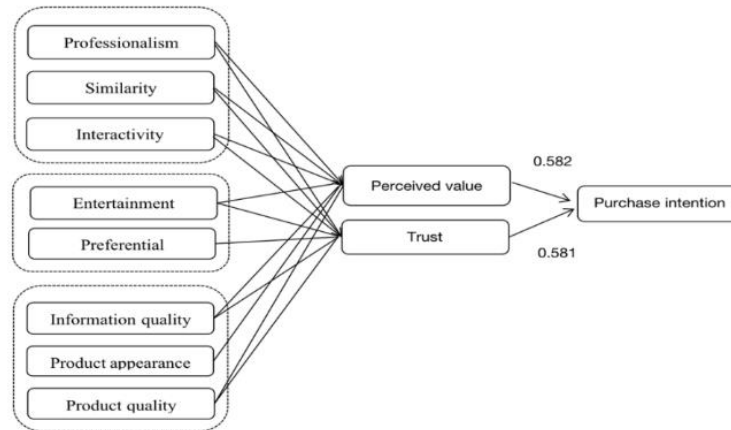 Professionalism
Similarity
Interactivity
Entertainment
Preferential
Information quality
Product appearance
Product quality
Perceived value
Trust
0.582
0.581
Purchase intention